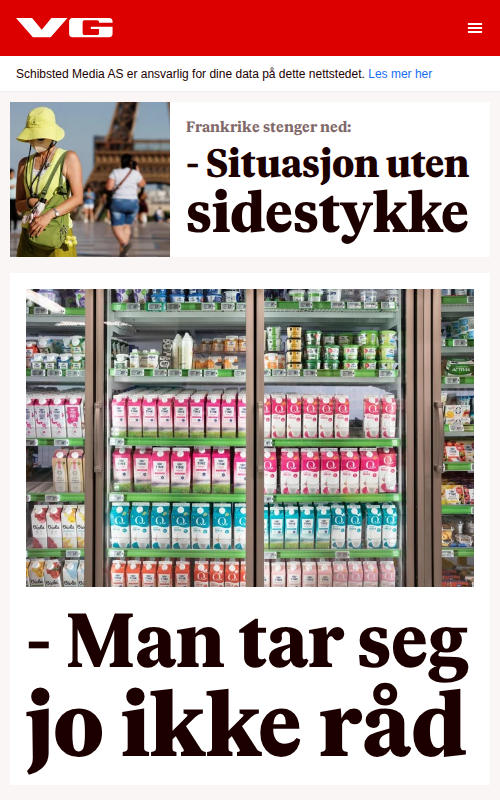 VG
Schibsted Media AS er ansvarlig for dine data på dette nettstedet. Les mer her
Frankrike stenger ned:
- Situasjon uten
sidestykke
- Man tar seg
jo ikke råd